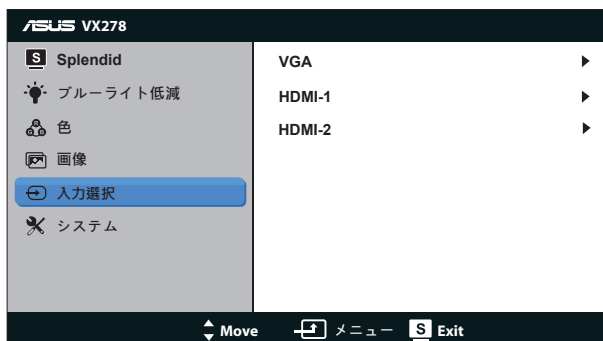 ASUS VX278
S Splendid
ブルーライト低減
色
画像
入力選択
システム
VGA
HDMI-1
HDMI-2
Move メニュー S Exit